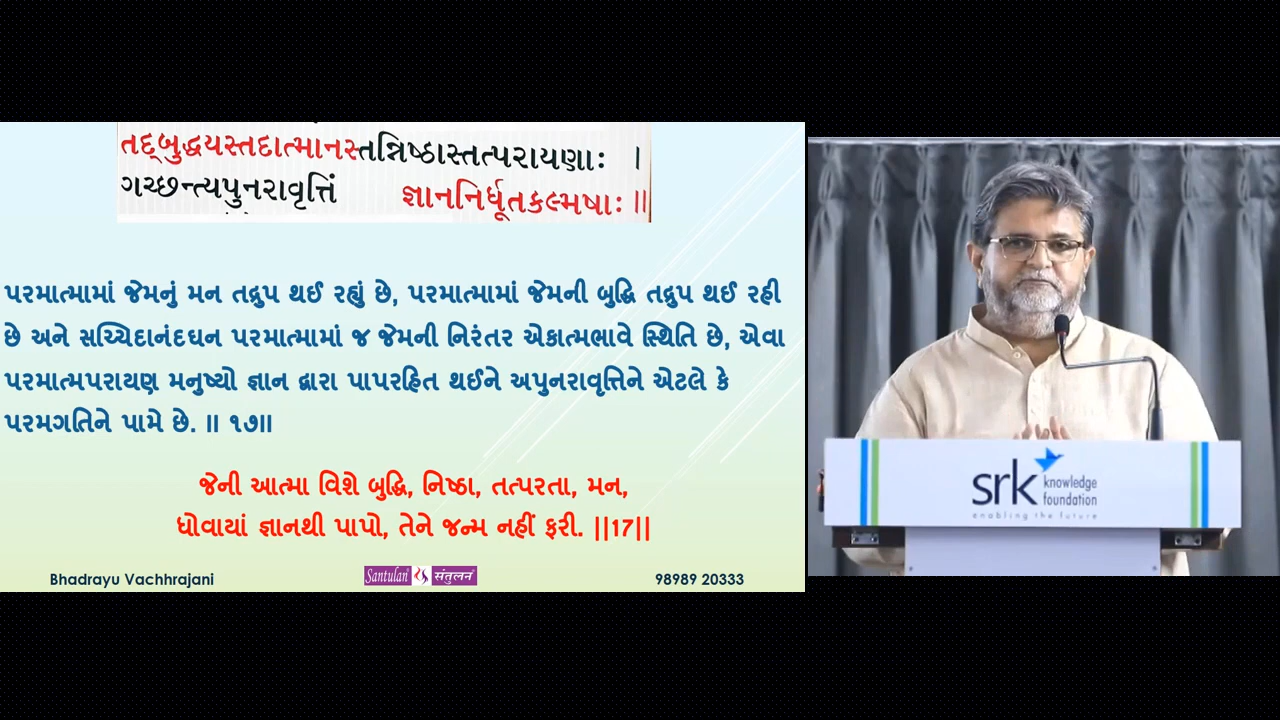 તદ્‌બુદ્ધયસ્તદાત્માનસ્તન્નિષ્ઠાસ્તત્પરાયણાઃ ।
ગચ્છન્ત્યપુનરાવૃત્તિં જ્ઞાનનિર્ધૂતકલ્મષાઃ ॥
પરમાત્મામાં જેમનું મન તદ્રુપ થઈ રહ્યું છે, પરમાત્મામાં જેમની બુદ્ધિ તદ્રુપ થઈ રહી
છે અને સચ્ચિદાનંદઘન પરમાત્મામાં જ જેમની નિરંતર એકાત્મભાવે સ્થિતિ છે, એવા
પરમાત્મપરાયણ મનુષ્યો જ્ઞાન દ્વારા પાપરહિત થઈને અપુનરાવૃત્તિને એટલે કે
પરમગતિને પામે છે. ॥ ૧૭॥
જેની આત્મા વિશે બુદ્ધિ, નિષ્ઠા, તત્પરતા, મન,
ધોવાયાં જ્ઞાનથી પાપો, તેને જન્મ નહીં ફરી. ||17||
Bhadrayu Vachhrajani
Santulan संतुलन
98989 20333
srk knowledge
foundation
enabling the future